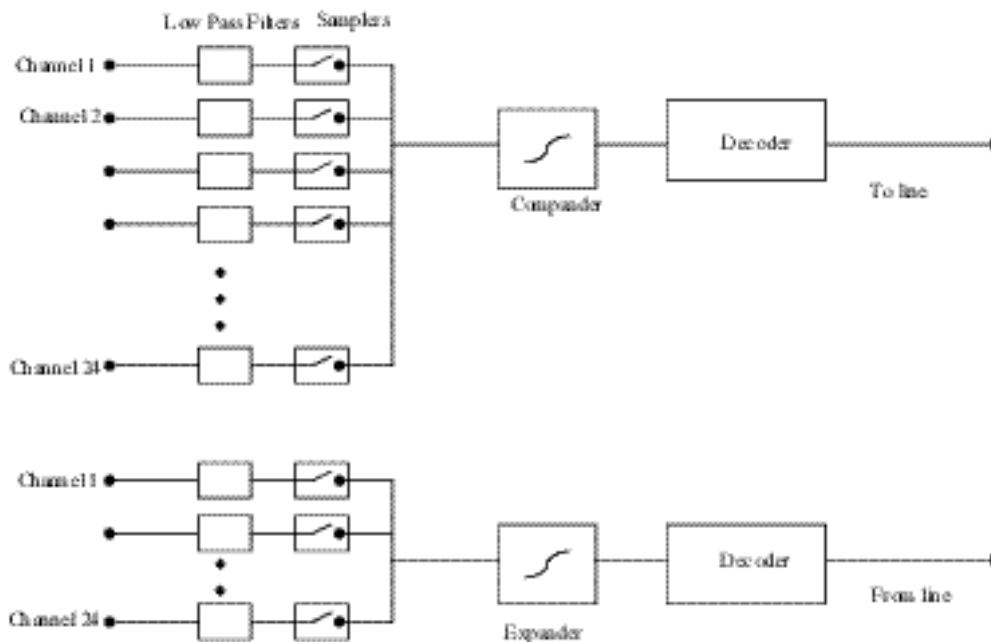 Low Pass Filters
Samplers
Channel 1
Channel 2
Decoder
To line
Compander
Channel 24
Channel 1
Decoder
From line
Channel 24
Expander